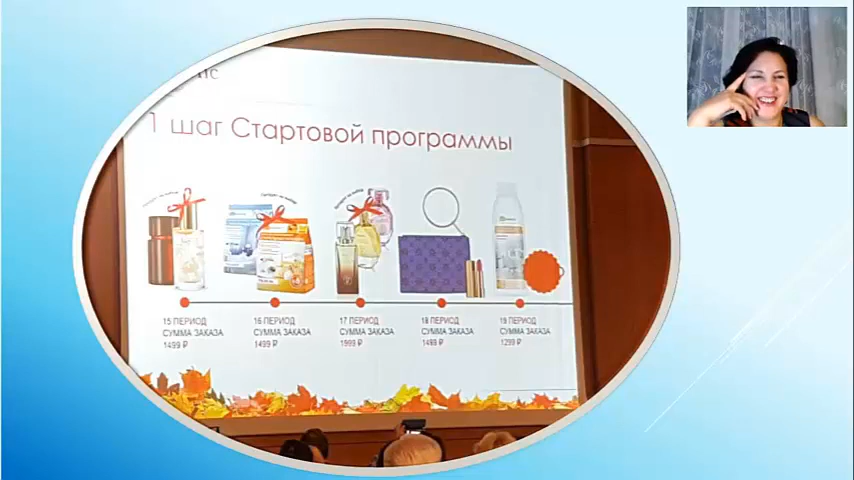 1 шаг Стартовой программы
15 ПЕРИОД
СУММА ЗАКАЗА
1499 ₽
16 ПЕРИОД
СУММА ЗАКАЗА
1499 ₽
17 ПЕРИОД
СУММА ЗАКАЗА
1999 ₽
18 ПЕРИОД
СУММА ЗАКАЗА
1499 ₽
19 ПЕРИОД
СУММА ЗАКАЗА
1299 ₽